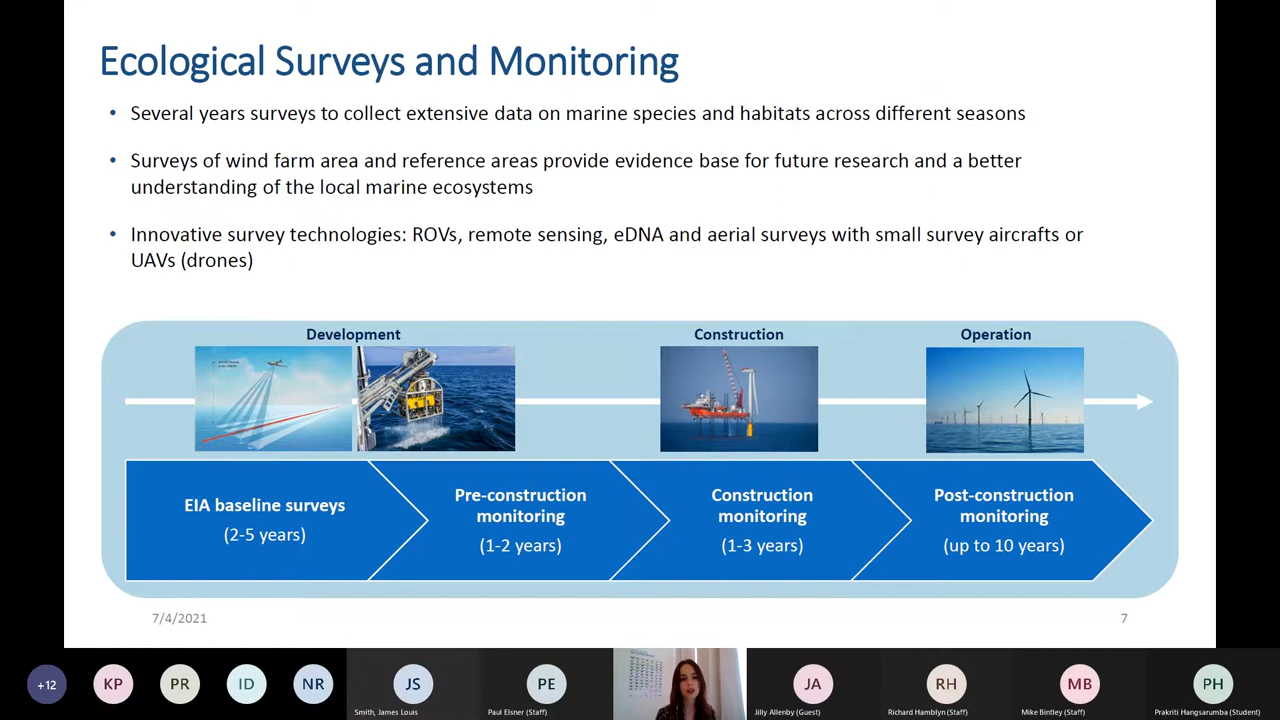 Ecological Surveys and Monitoring
• Several years surveys to collect extensive data on marine species and habitats across different seasons
• Surveys of wind farm area and reference areas provide evidence base for future research and a better
understanding of the local marine ecosystems
• Innovative survey technologies: ROVs, remote sensing, eDNA and aerial surveys with small survey aircrafts or
UAVs (drones)
Development
Construction
Operation
EIA baseline surveys
(2-5 years)
Pre-construction
monitoring
(1-2 years)
Construction
monitoring
(1-3 years)
Post-construction
monitoring
(up to 10 years)
7/4/2021
7
+12
KP
PR
ID
NR
JS
Smith, James Louis
PE
Paul Elsner (Staff)
JA
Jilly Allenby (Guest)
RH
Richard Hamblyn (Staff)
MB
Mike Bintley (Staff)
PH
Prakriti Hangsarumba (Student)